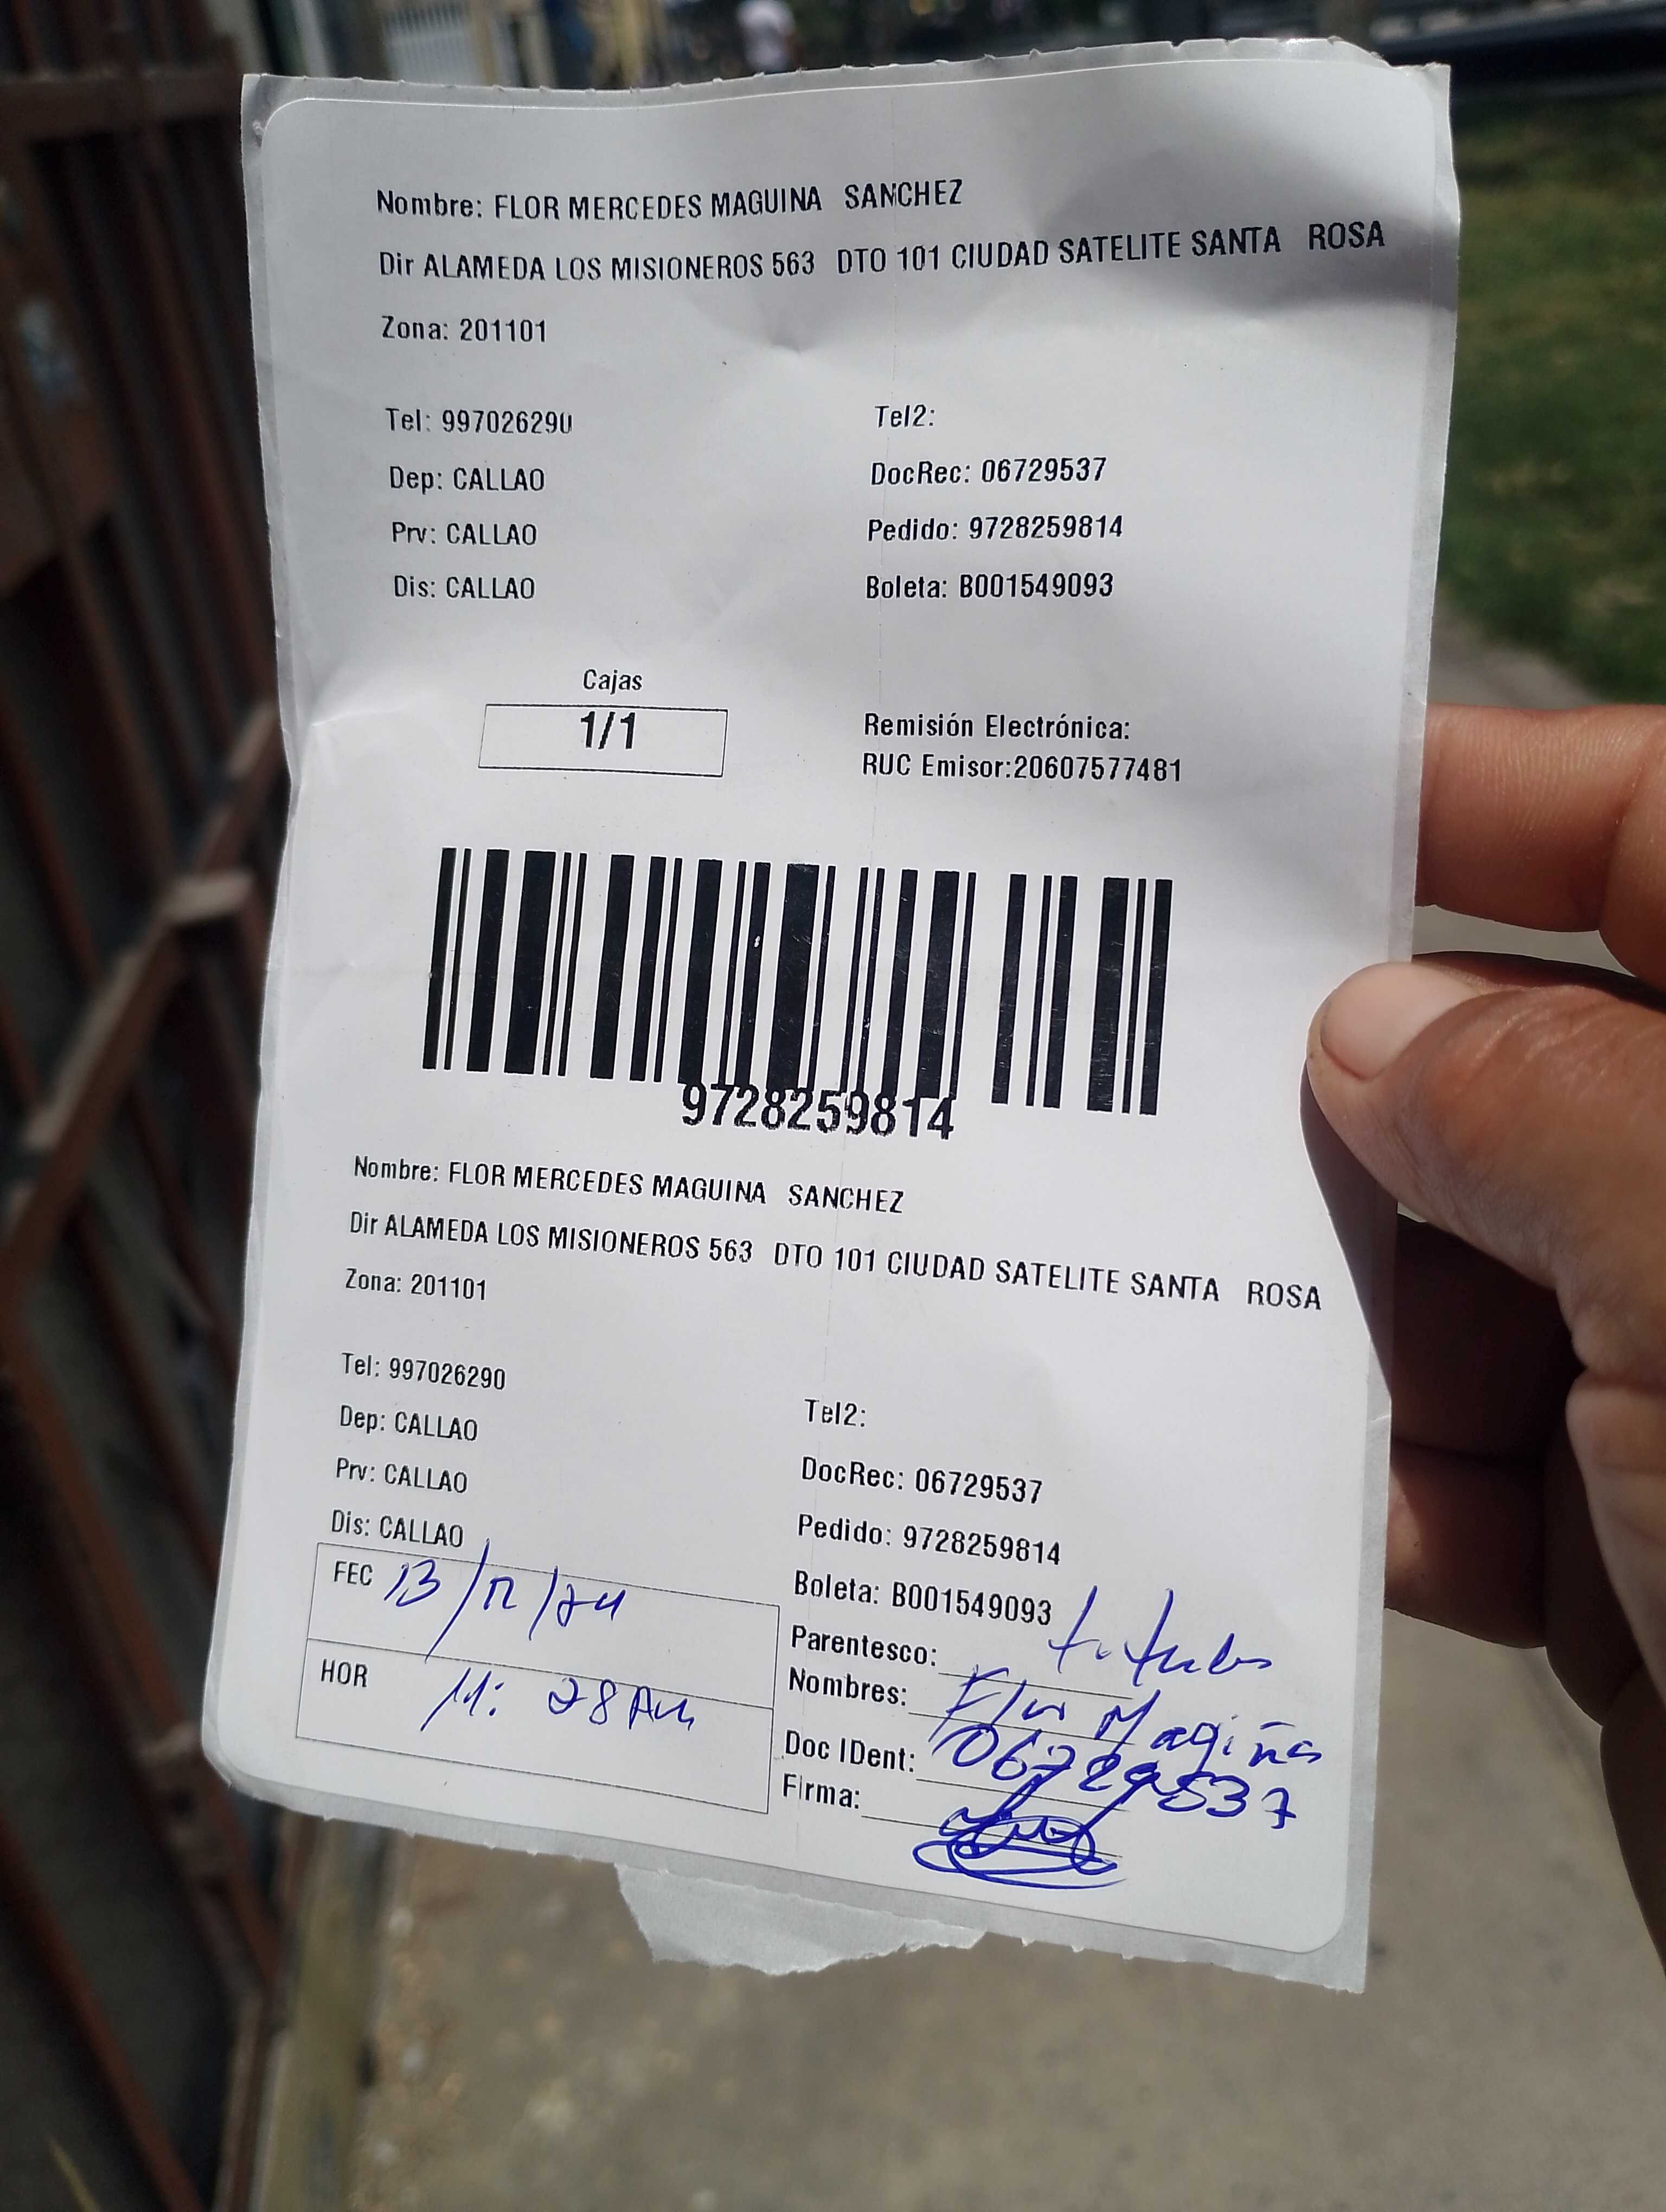 Nombre: FLOR MERCEDES MAGUINA SANCHEZ
Dir ALAMEDA LOS MISIONEROS 563 DTO 101 CIUDAD SATELITE SANTA ROSA
Zona: 201101
Tel: 997026290
Tel2:
Dep: CALLAO
DocRec: 06729537
Prv: CALLAO
Pedido: 9728259814
Dis: CALLAO
Boleta: B001549093
Cajas
1/1
Remisión Electrónica:
RUC Emisor:20607577481
9728259814
Nombre: FLOR MERCEDES MAGUINA SANCHEZ
Dir ALAMEDA LOS MISIONEROS 563 DTO 101 CIUDAD SATELITE SANTA ROSA
Zona: 201101
Tel: 997026290
Tel2:
Dep: CALLAO
DocRec: 06729537
Prv: CALLAO
Pedido: 9728259814
Dis: CALLAO
Boleta: B001549093
FEC 13/12/24
HOR 11:28 AM
Parentesco: titular
Nombres: Flor Magiña
Doc IDent: 06729537
Firma: